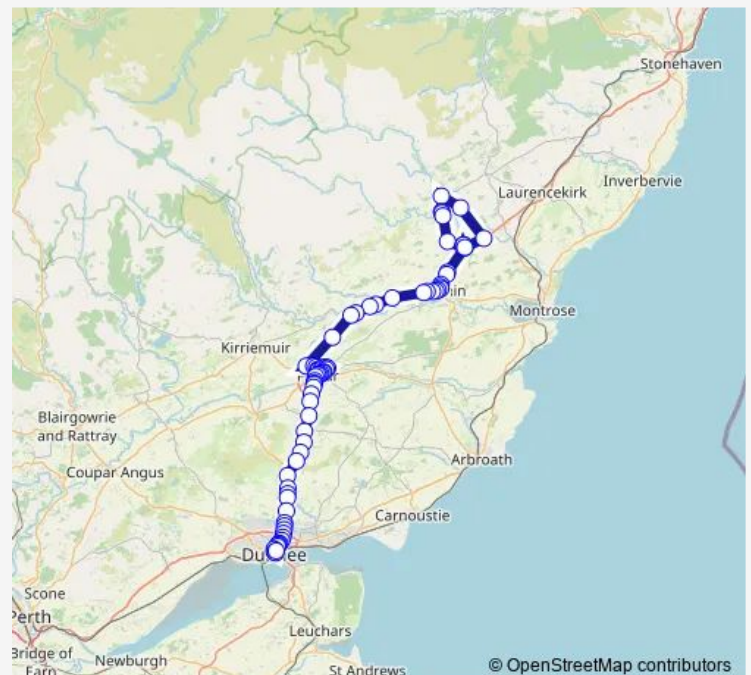 Stonehaven
Laurencekirk
Inverbervie
Montrose
Kirriemuir
Blairgowrie
and Rattray
Coupar Angus
Arbroath
Carnoustie
Scone
Perth
Leuchars
Bridge of
Earn
Newburgh
St Andrews
© OpenStreetMap contributors